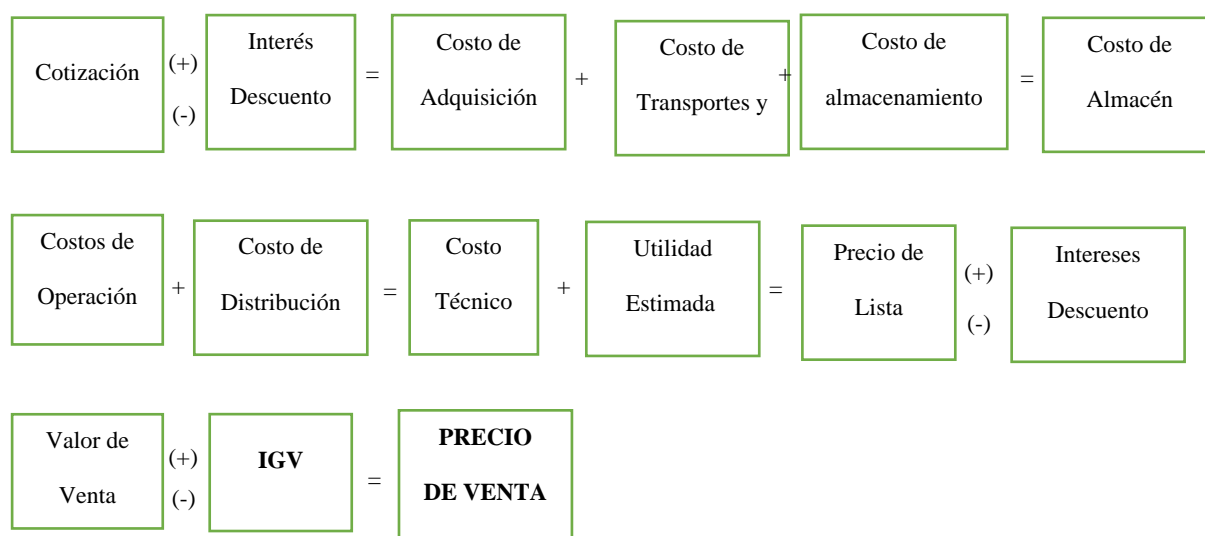 Cotización (+) (-) Interés Descuento = Costo de Adquisición + Costo de Transportes y + Costo de almacenamiento = Costo de Almacén
Costos de Operación + Costo de Distribución = Costo Técnico + Utilidad Estimada = Precio de Lista (+) (-) Intereses Descuento
Valor de Venta (+) (-) IGV = PRECIO DE VENTA